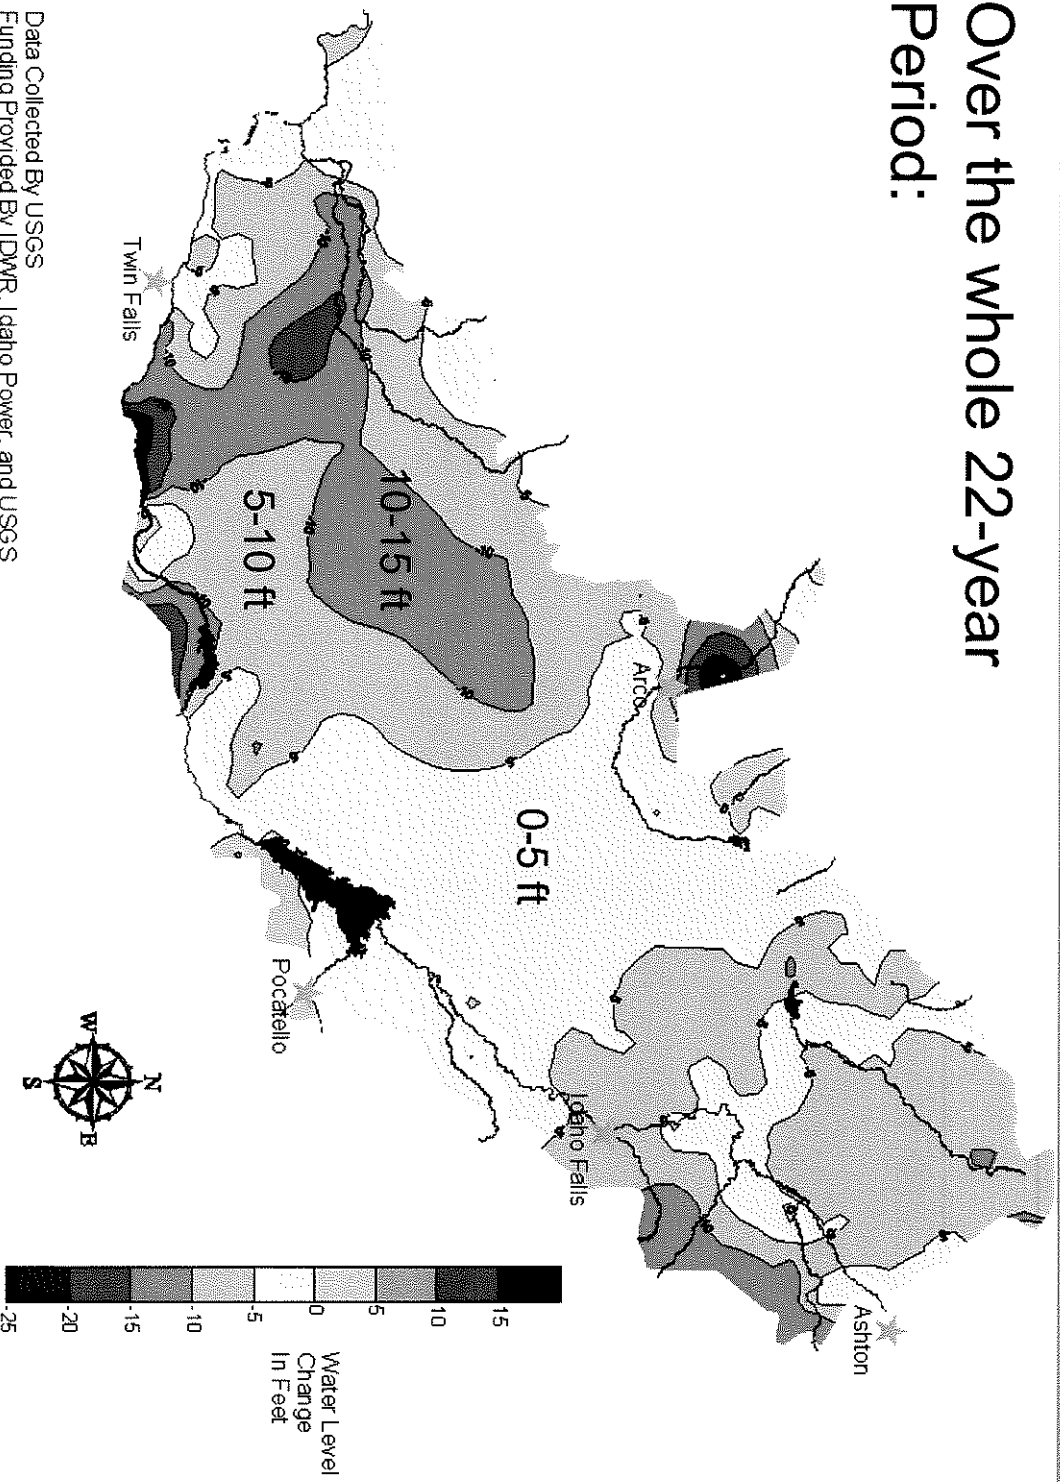 Over the whole 22-year
Period:
10-15 ft
5-10 ft
0-5 ft
Arco
Twin Falls
Pocatello
Idaho Falls
Ashton
N
W
E
S
Water Level
Change
In Feet
15
10
5
0
-5
-10
-15
-20
-25
Data Collected By USGS
Funding Provided By IDWR, Idaho Power, and USGS